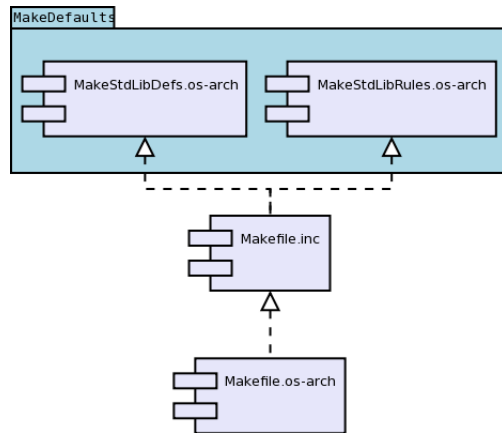 MakeDefaults
MakeStdLibDefs.os-arch
MakeStdLibRules.os-arch
Makefile.inc
Makefile.os-arch